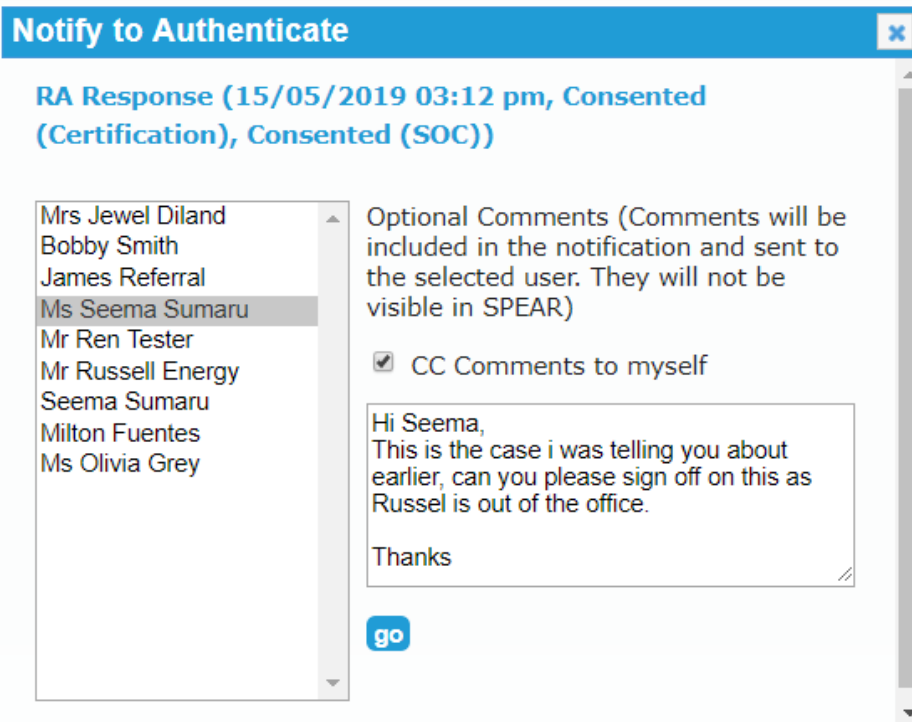 Notify to Authenticate
RA Response (15/05/2019 03:12 pm, Consented
(Certification), Consented (SOC))
Mrs Jewel Diland
Bobby Smith
James Referral
Ms Seema Sumaru
Mr Ren Tester
Mr Russell Energy
Seema Sumaru
Milton Fuentes
Ms Olivia Grey
Optional Comments (Comments will be
included in the notification and sent to
the selected user. They will not be
visible in SPEAR)
CC Comments to myself
Hi Seema,
This is the case i was telling you about
earlier, can you please sign off on this as
Russel is out of the office.
Thanks
go